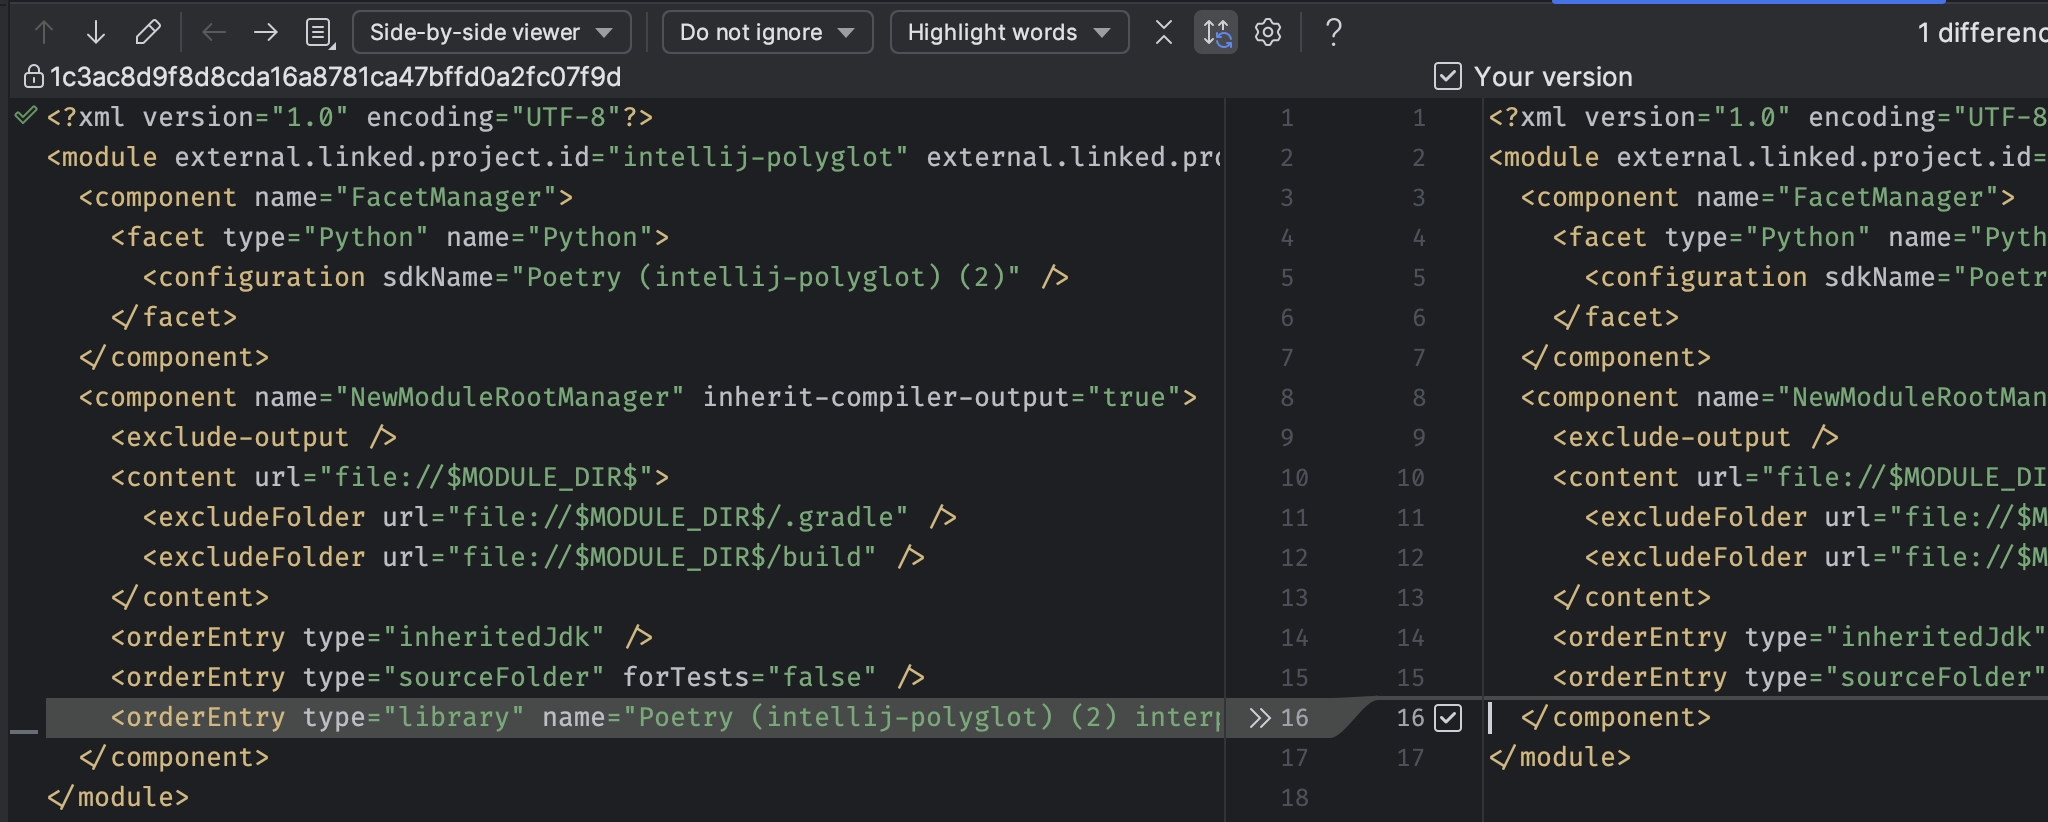 Side-by-side viewer Do not ignore Highlight words ? 1 differenc
1c3ac8d9f8d8cda16a8781ca47bffd0a2fc07f9d Your version
<?xml version="1.0" encoding="UTF-8"?> 1 1 <?xml version="1.0" encoding="UTF-8
<module external.linked.project.id="intellij-polyglot" external.linked.pro 2 2 <module external.linked.project.id=
<component name="FacetManager"> 3 3 <component name="FacetManager">
<facet type="Python" name="Python"> 4 4 <facet type="Python" name="Pyth
<configuration sdkName="Poetry (intellij-polyglot) (2)" /> 5 5 <configuration sdkName="Poetr
</facet> 6 6 </facet>
</component> 7 7 </component>
<component name="NewModuleRootManager" inherit-compiler-output="true"> 8 8 <component name="NewModuleRootMan
<exclude-output /> 9 9 <exclude-output />
<content url="file://$MODULE_DIR$"> 10 10 <content url="file://$MODULE_DI
<excludeFolder url="file://$MODULE_DIR$/.gradle" /> 11 11 <excludeFolder url="file://$M
<excludeFolder url="file://$MODULE_DIR$/build" /> 12 12 <excludeFolder url="file://$M
</content> 13 13 </content>
<orderEntry type="inheritedJdk" /> 14 14 <orderEntry type="inheritedJdk"
<orderEntry type="sourceFolder" forTests="false" /> 15 15 <orderEntry type="sourceFolder"
<orderEntry type="library" name="Poetry (intellij-polyglot) (2) interp 16 16 </component>
</component> 17 17 </module>
</module> 18